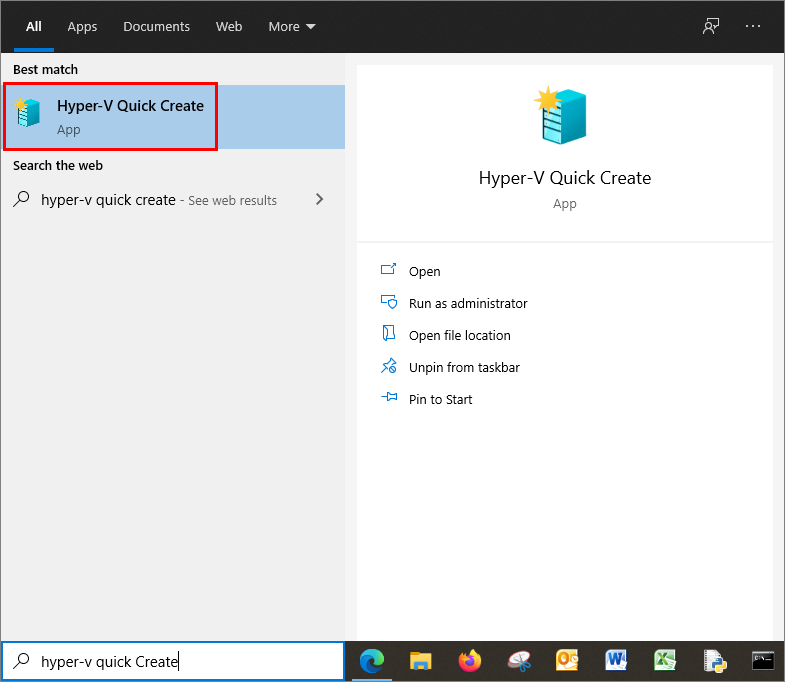 All Apps Documents Web More
Best match
Hyper-V Quick Create
App
Search the web
hyper-v quick create - See web results
Hyper-V Quick Create
App
Open
Run as administrator
Open file location
Unpin from taskbar
Pin to Start
hyper-v quick Create